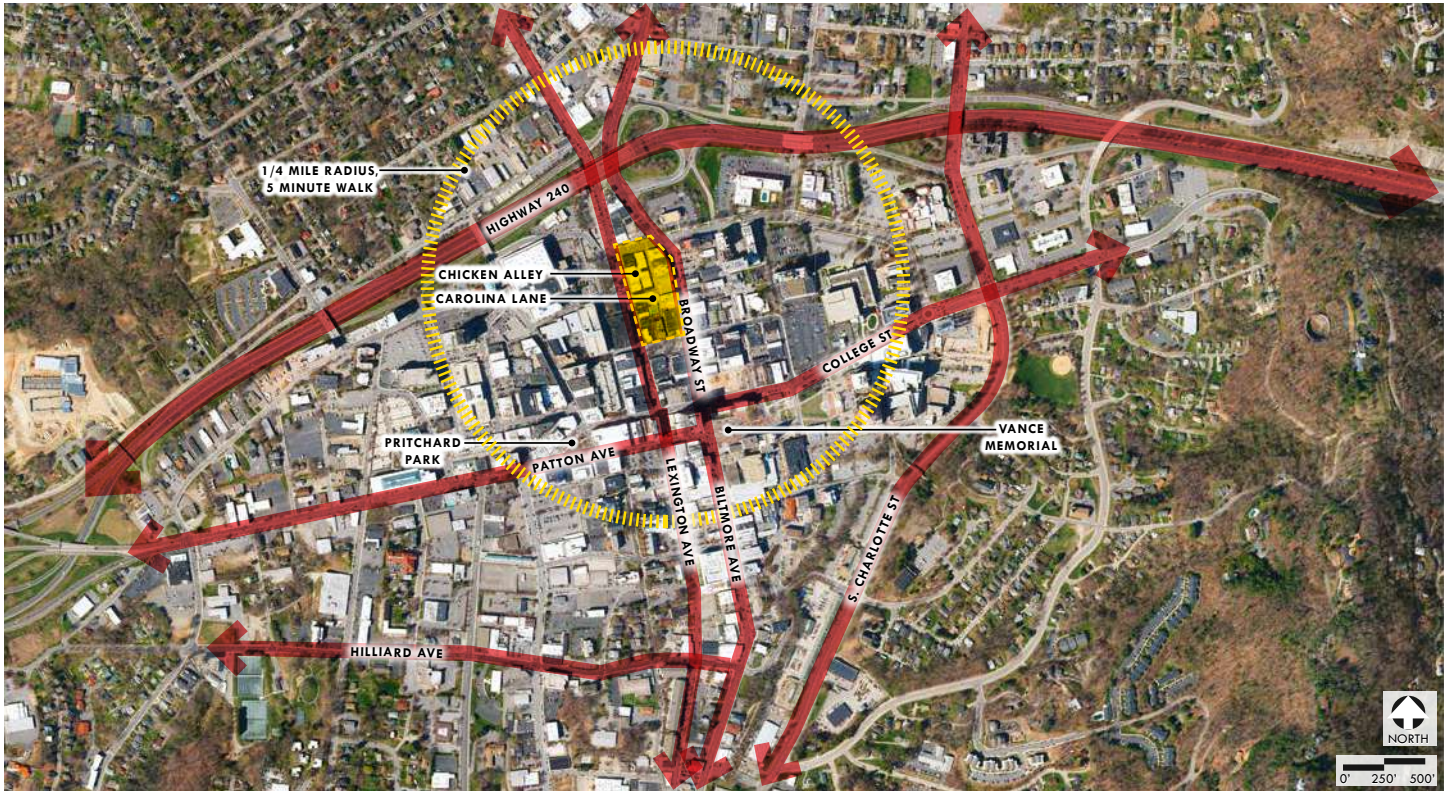 1/4 MILE RADIUS,
5 MINUTE WALK
HIGHWAY 240
CHICKEN ALLEY
CAROLINA LANE
BROADWAY ST
COLLEGE ST
PRITCHARD
PARK
PATTON AVE
VANCE
MEMORIAL
LEXINGTON AVE
BILTMORE AVE
S. CHARLOTTE ST
HILLIARD AVE
NORTH
0' 250' 500'